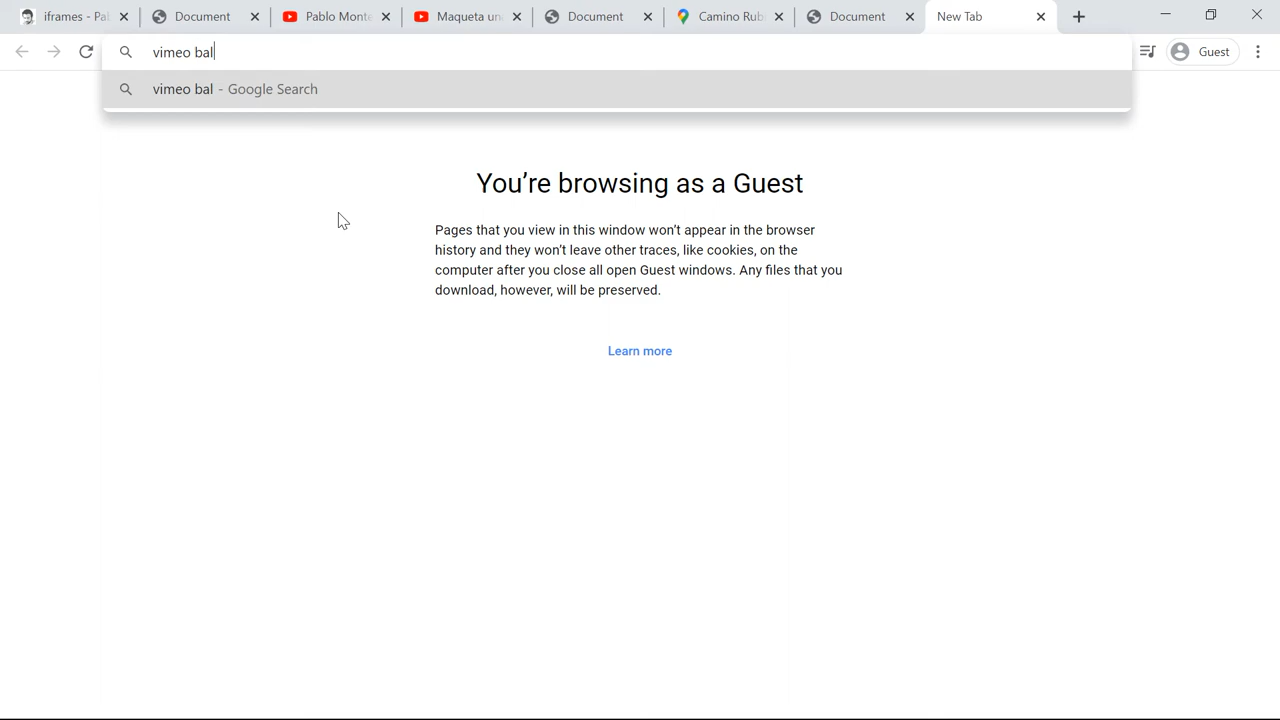 iframes - Pa
Document
Pablo Monte
Maqueta un
Document
Camino Rub
Document
New Tab
vimeo bal
Guest
vimeo bal - Google Search
You're browsing as a Guest
Pages that you view in this window won't appear in the browser
history and they won't leave other traces, like cookies, on the
computer after you close all open Guest windows. Any files that you
download, however, will be preserved.
Learn more